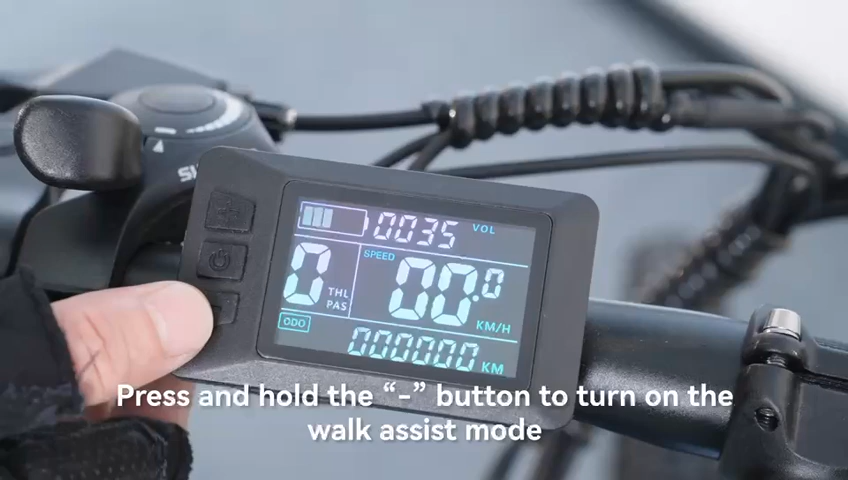 0035 VOL
0 THL PAS
SPEED 00.0 KM/H
ODO
000000 KM
Press and hold the “-” button to turn on the
walk assist mode